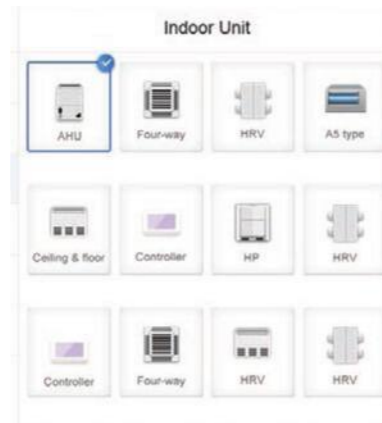 Indoor Unit
AHU Four-way HRV A5 type
Ceiling & floor Controller HP HRV
Controller Four-way HRV HRV